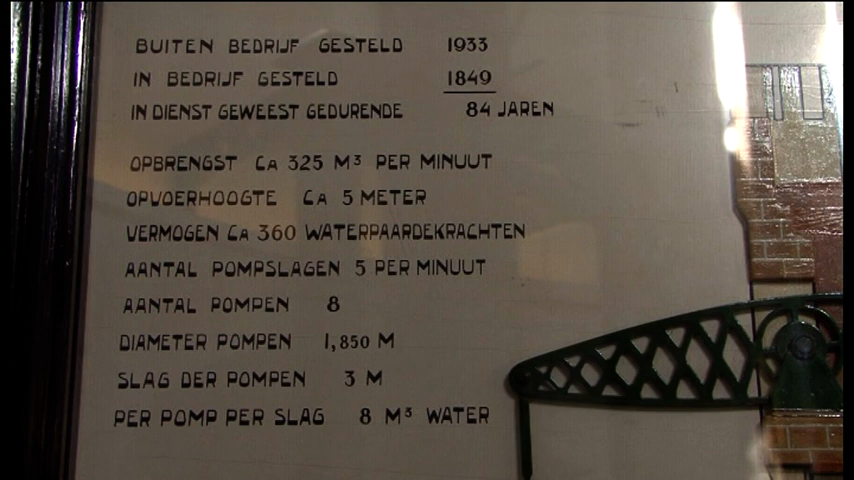 BUITEN BEDRIJF GESTELD 1933
IN BEDRIJF GESTELD 1849
IN DIENST GEWEEST GEDURENDE 84 JAREN
OPBRENGST CA 325 M³ PER MINUUT
OPVOERHOOGTE CA 5 METER
VERMOGEN CA 360 WATERPAARDEKRACHTEN
AANTAL POMPSLAGEN 5 PER MINUUT
AANTAL POMPEN 8
DIAMETER POMPEN 1,850 M
SLAG DER POMPEN 3 M
PER POMP PER SLAG 8 M³ WATER